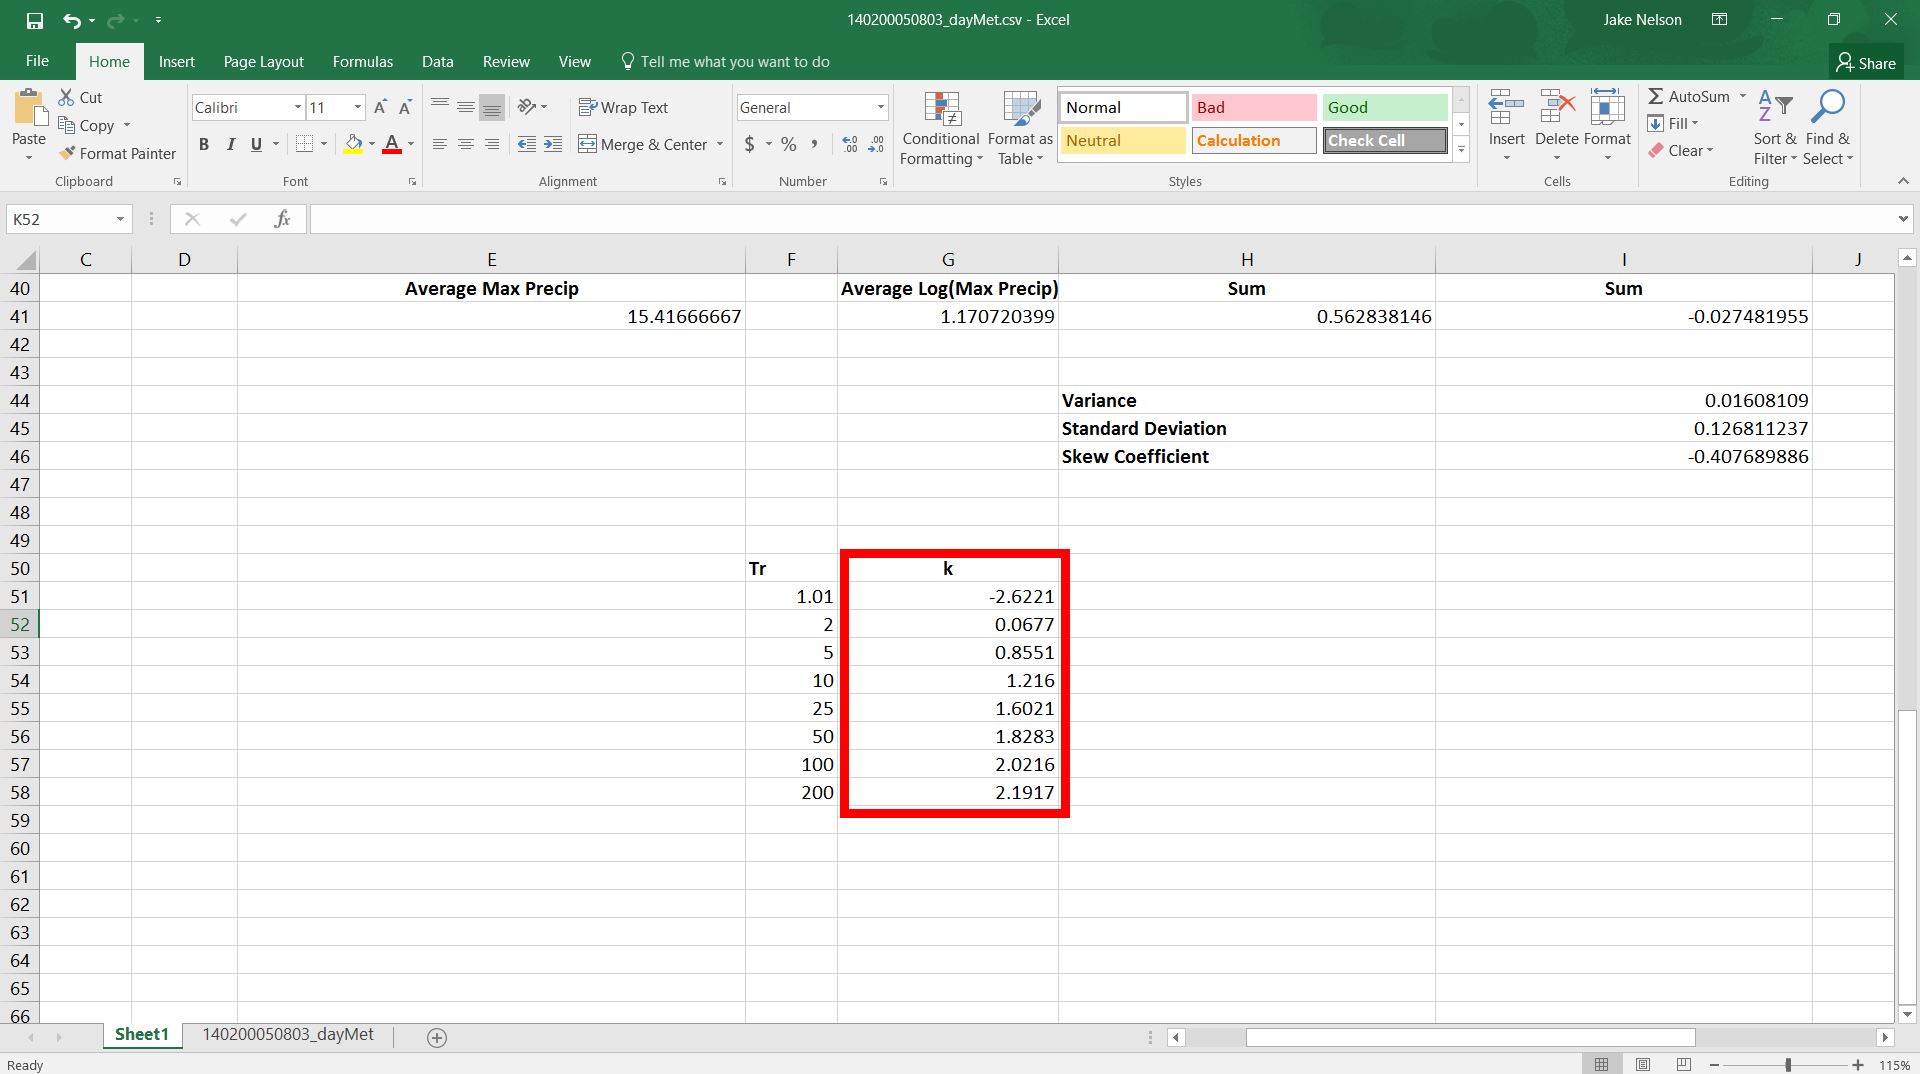 140200050803_dayMet.csv - Excel
Jake Nelson
File Home Insert Page Layout Formulas Data Review View Tell me what you want to do Share
Paste
Cut
Copy
Format Painter
Clipboard
Calibri 11
B I U
Font
Wrap Text
Merge & Center
Alignment
General
$ % ,
Number
Conditional Formatting
Format as Table
Normal Bad Good
Neutral Calculation Check Cell
Styles
Insert Delete Format
Cells
AutoSum
Fill
Clear
Sort & Filter
Find & Select
Editing
K52 fx
C D E F G H I J
40 Average Max Precip Average Log(Max Precip) Sum Sum
41 15.41666667 1.170720399 0.562838146 -0.027481955
42
43
44 Variance 0.01608109
45 Standard Deviation 0.126811237
46 Skew Coefficient -0.407689886
47
48
49
50 Tr k
51 1.01 -2.6221
52 2 0.0677
53 5 0.8551
54 10 1.216
55 25 1.6021
56 50 1.8283
57 100 2.0216
58 200 2.1917
59
60
61
62
63
64
65
66
Sheet1 140200050803_dayMet
Ready 115%